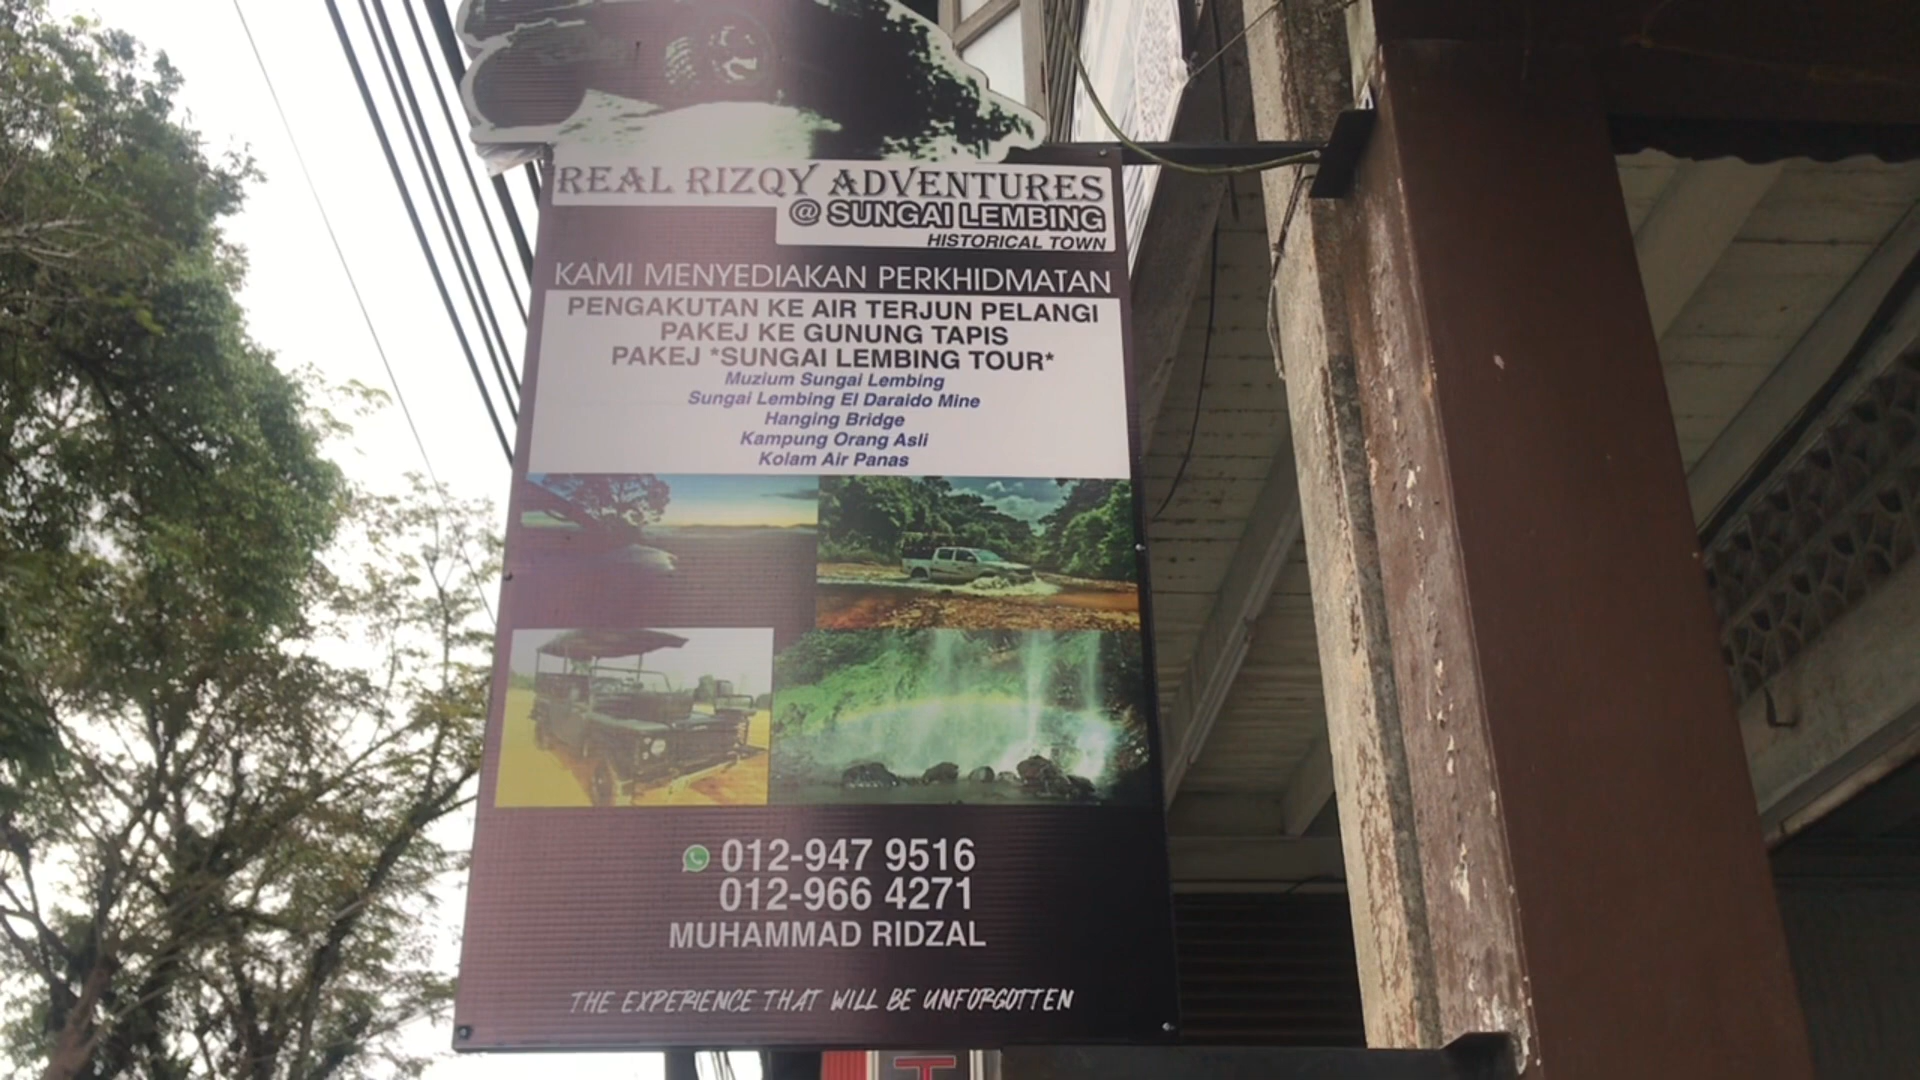 REAL RIZQY ADVENTURES
@ SUNGAI LEMBING
HISTORICAL TOWN
KAMI MENYEDIAKAN PERKHIDMATAN
PENGAKUTAN KE AIR TERJUN PELANGI
PAKEJ KE GUNUNG TAPIS
PAKEJ *SUNGAI LEMBING TOUR*
Muzium Sungai Lembing
Sungai Lembing El Daraido Mine
Hanging Bridge
Kampung Orang Asli
Kolam Air Panas
012-947 9516
012-966 4271
MUHAMMAD RIDZAL
THE EXPERIENCE THAT WILL BE UNFORGOTTEN